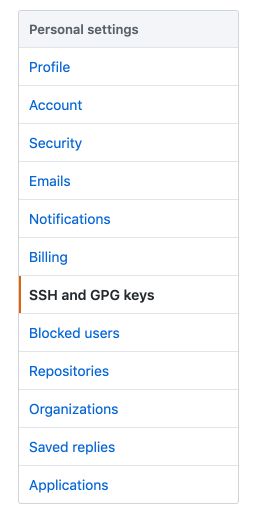 Personal settings
Profile
Account
Security
Emails
Notifications
Billing
SSH and GPG keys
Blocked users
Repositories
Organizations
Saved replies
Applications